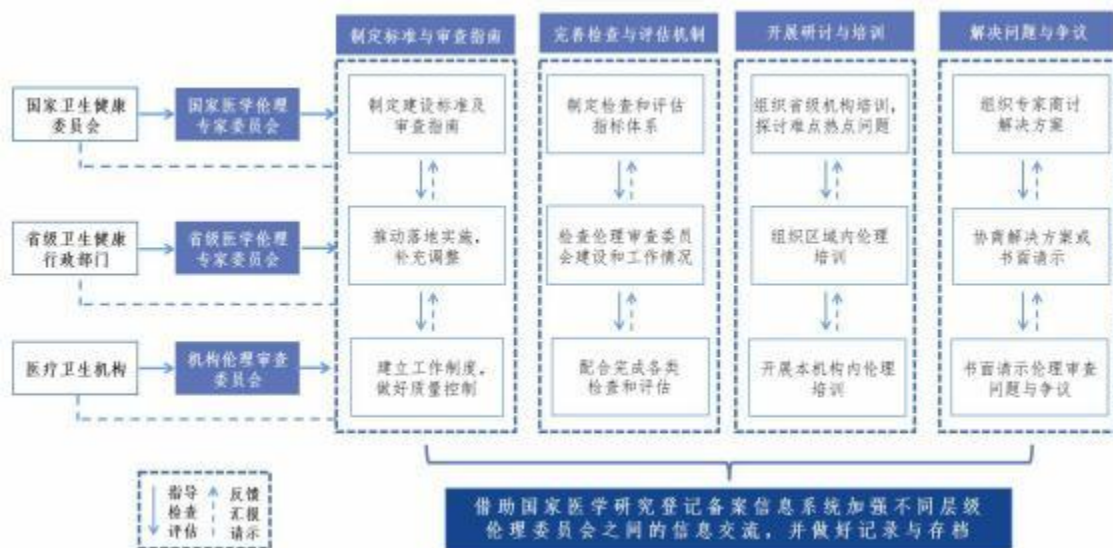 制定标准与审查指南
完善检查与评估机制
开展研讨与培训
解决问题与争议
国家卫生健康
委员会
国家医学伦理
专家委员会
制定建设标准及
审查指南
制定检查和评估
指标体系
组织省级机构培训,
探讨难点热点问题
组织专家商讨
解决方案
省级卫生健康
行政部门
省级医学伦理
专家委员会
推动落地实施,
补充调整
检查伦理审查委员
会建设和工作情况
组织区域内伦理
培训
协商解决方案或
书面请示
医疗卫生机构
机构伦理审查
委员会
建立工作制度,
做好质量控制
配合完成各类
检查和评估
开展本机构内伦理
培训
书面请示伦理审查
问题与争议
指导
检查
评估
反馈
汇报
请示
借助国家医学研究登记备案信息系统加强不同层级
伦理委员会之间的信息交流，并做好记录与存档